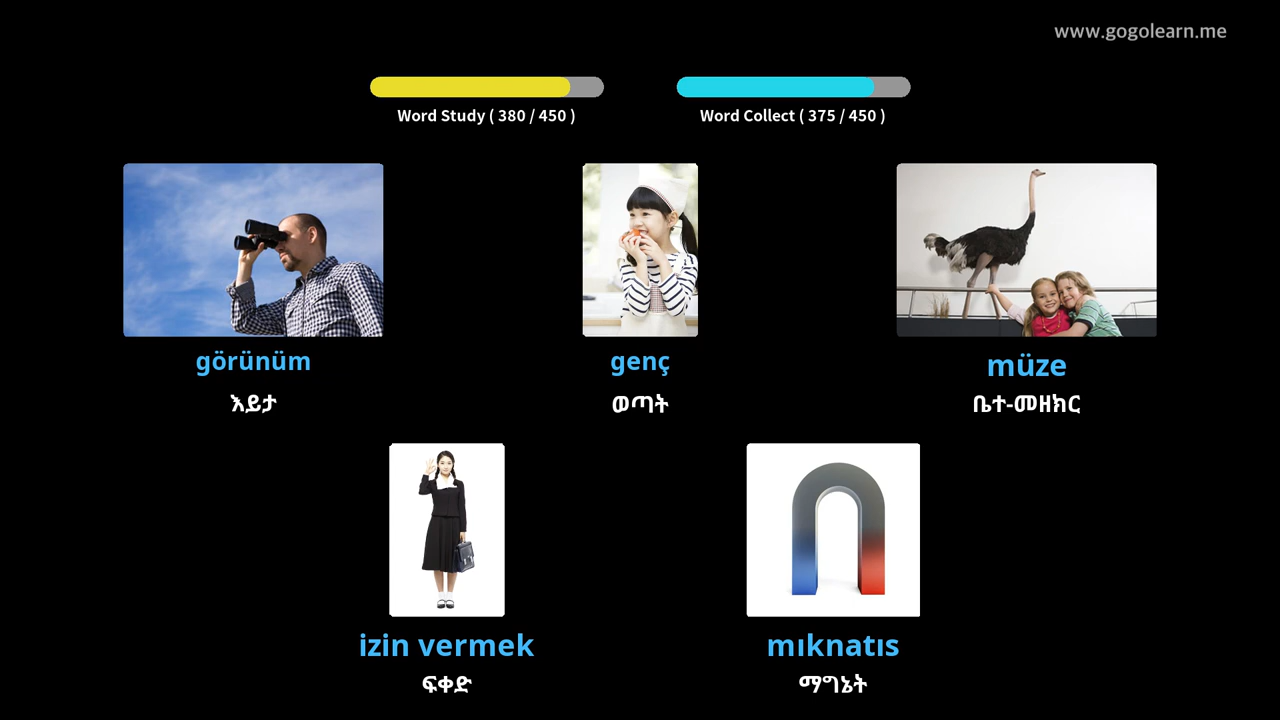 www.gogolearn.me
Word Study ( 380 / 450 )
Word Collect ( 375 / 450 )
görünüm
genç
müze
እይታ
ወጣት
ቤተ-መዘክር
izin vermek
mıknatıs
ፍቀድ
ማግኔት